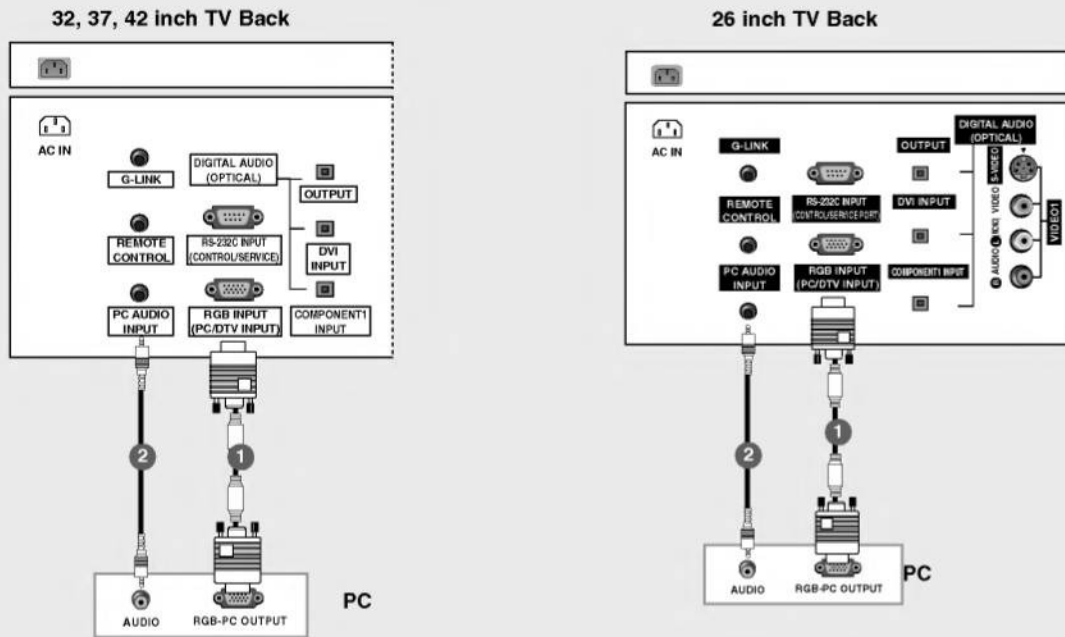 32, 37, 42 inch TV Back
AC IN
G-LINK
DIGITAL AUDIO
(OPTICAL)
OUTPUT
REMOTE
CONTROL
RS-232C INPUT
(CONTROL/SERVICE)
DVI
INPUT
PC AUDIO
INPUT
RGB INPUT
(PC/DTV INPUT)
COMPONENT1
INPUT
2
1
AUDIO
RGB-PC OUTPUT
PC
26 inch TV Back
AC IN
G-LINK
OUTPUT
DIGITAL AUDIO
(OPTICAL)
REMOTE
CONTROL
RS-232C INPUT
(CONTROL/SERVICE PORT)
DVI INPUT
PC AUDIO
INPUT
RGB INPUT
(PC/DTV INPUT)
COMPONENT1 INPUT
S-VIDEO
VIDEO
L
R AUDIO
VIDEO1
1
2
AUDIO
RGB-PC OUTPUT
PC